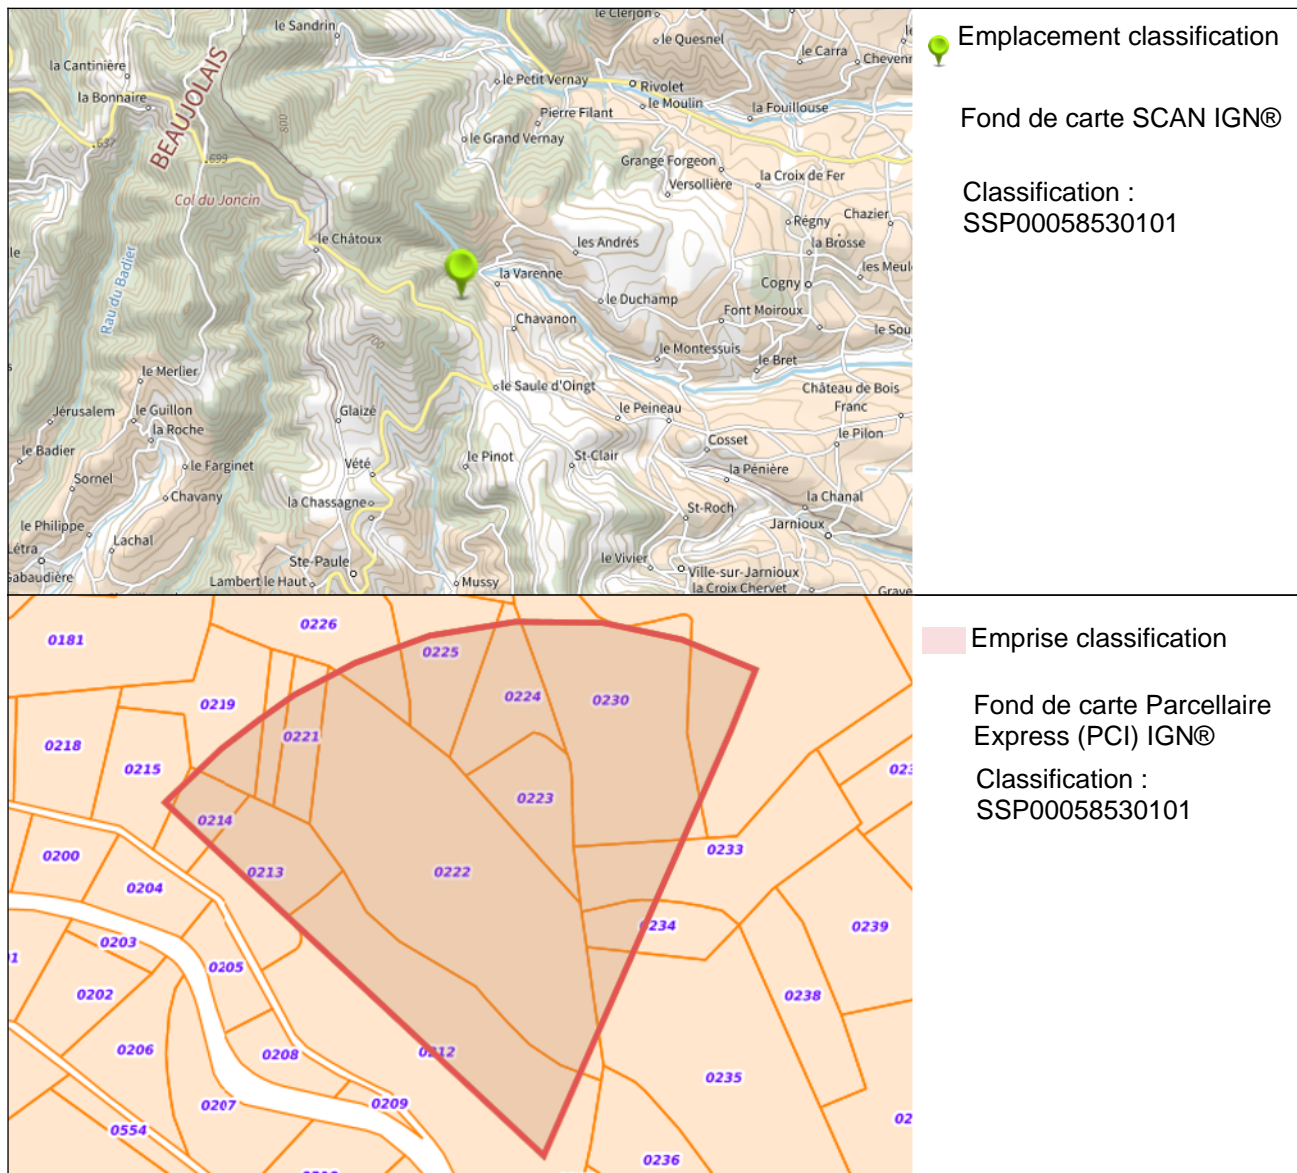 le Sandrin
le Clerjon
le Quesnel
le Carra
la Cantinière
la Bonnaire
le Petit Vernay
Rivolet
le Moulin
la Fouillouse
Pierre Filant
BEAUJOLAIS
800
637
le Grand Vernay
699
Grange Forgeon
la Croix de Fer
Versollière
Col du Joncin
Régny
Chazier
le Châtoux
les Andrés
la Brosse
la Varenne
Cogny
Rau du Badier
le Duchamp
Font Moiroux
Chavanon
700
le Montessuis
le Bret
le Merlier
le Saule d'Oingt
Château de Bois
Franc
Jérusalem
le Guillon
Glaizé
le Peineau
la Roche
le Pilon
Cosset
le Badier
le Farginet
Vété
le Pinot
St-Clair
la Pénière
Sornel
Chavany
la Chassagne
la Chanal
St-Roch
le Philippe
Jarnioux
Lachal
Létra
Ste-Paule
le Vivier
Ville-sur-Jarnioux
Lambert le Haut
Mussy
la Croix Chervet
Emplacement classification
Fond de carte SCAN IGN®
Classification :
SSP00058530101
0181
0226
0225
0219
0224
0230
0218
0221
0215
0223
0214
0200
0233
0204
0213
0222
0203
0234
0239
0205
0202
0238
0206
0208
0212
0235
0207
0209
0554
0236
Emprise classification
Fond de carte Parcellaire
Express (PCI) IGN®
Classification :
SSP00058530101